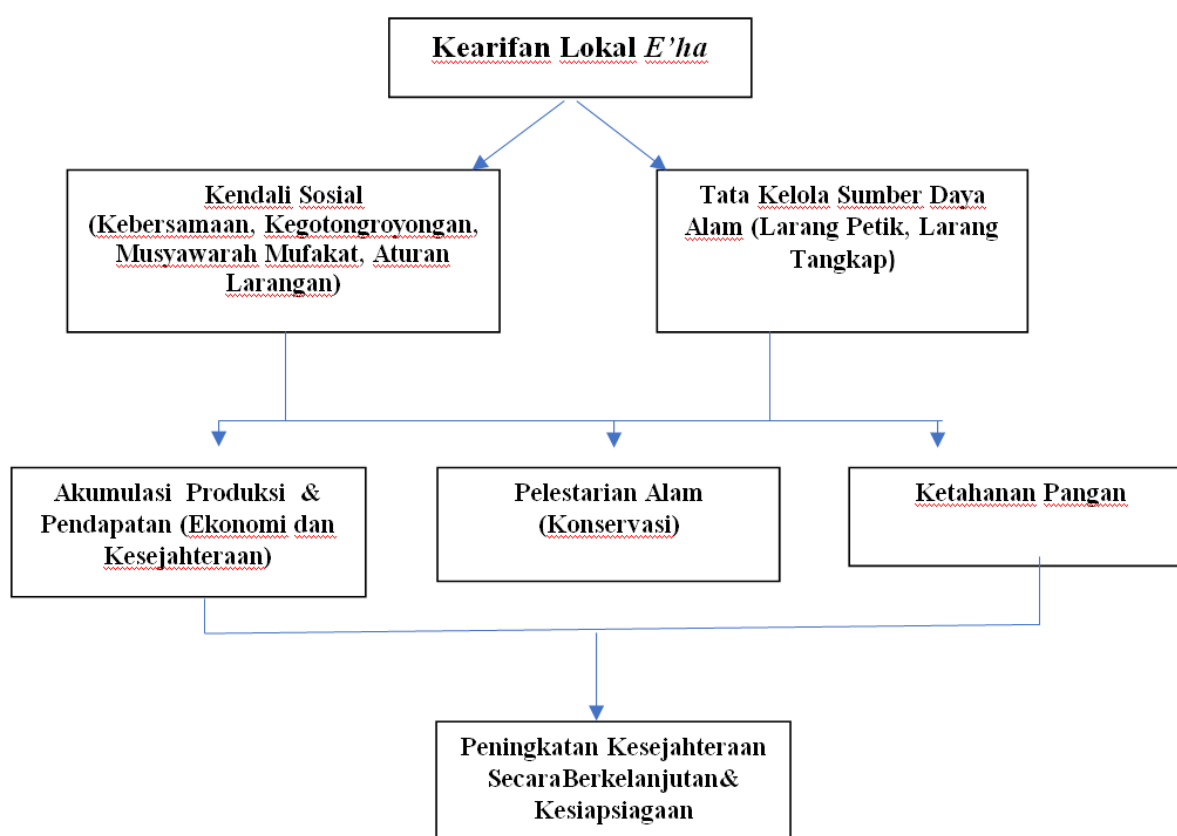 Kearifan Lokal E’ha
Kendali Sosial
(Kebersamaan, Kegotongroyongan,
Musyawarah Mufakat, Aturan
Larangan)
Tata Kelola Sumber Daya
Alam (Larang Petik, Larang
Tangkap)
Akumulasi Produksi &
Pendapatan (Ekonomi dan
Kesejahteraan)
Pelestarian Alam
(Konservasi)
Ketahanan Pangan
Peningkatan Kesejahteraan
SecaraBerkelanjutan&
Kesiapsiagaan